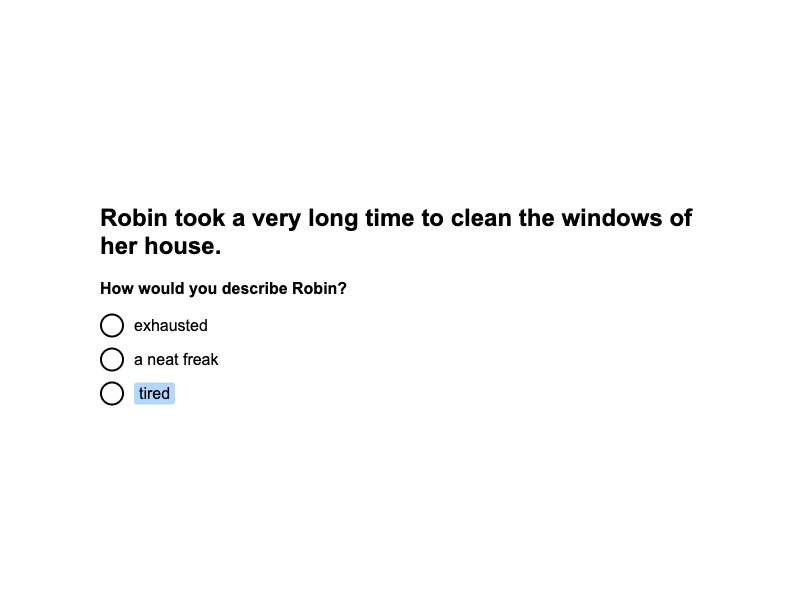 Robin took a very long time to clean the windows of
her house.
How would you describe Robin?
exhausted
a neat freak
tired